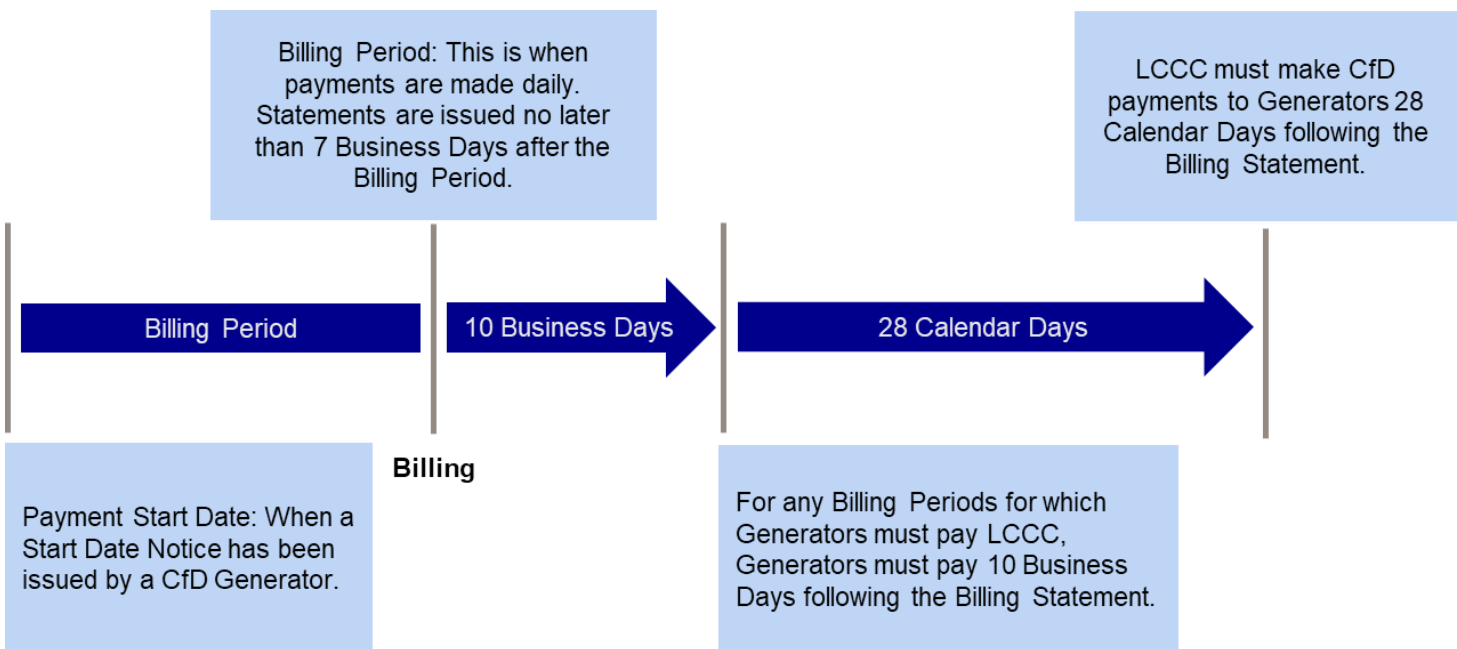 Billing Period: This is when
payments are made daily.
Statements are issued no later
than 7 Business Days after the
Billing Period.
LCCC must make CfD
payments to Generators 28
Calendar Days following the
Billing Statement.
Billing Period
10 Business Days
28 Calendar Days
Billing
Payment Start Date: When a
Start Date Notice has been
issued by a CfD Generator.
For any Billing Periods for which
Generators must pay LCCC,
Generators must pay 10 Business
Days following the Billing Statement.